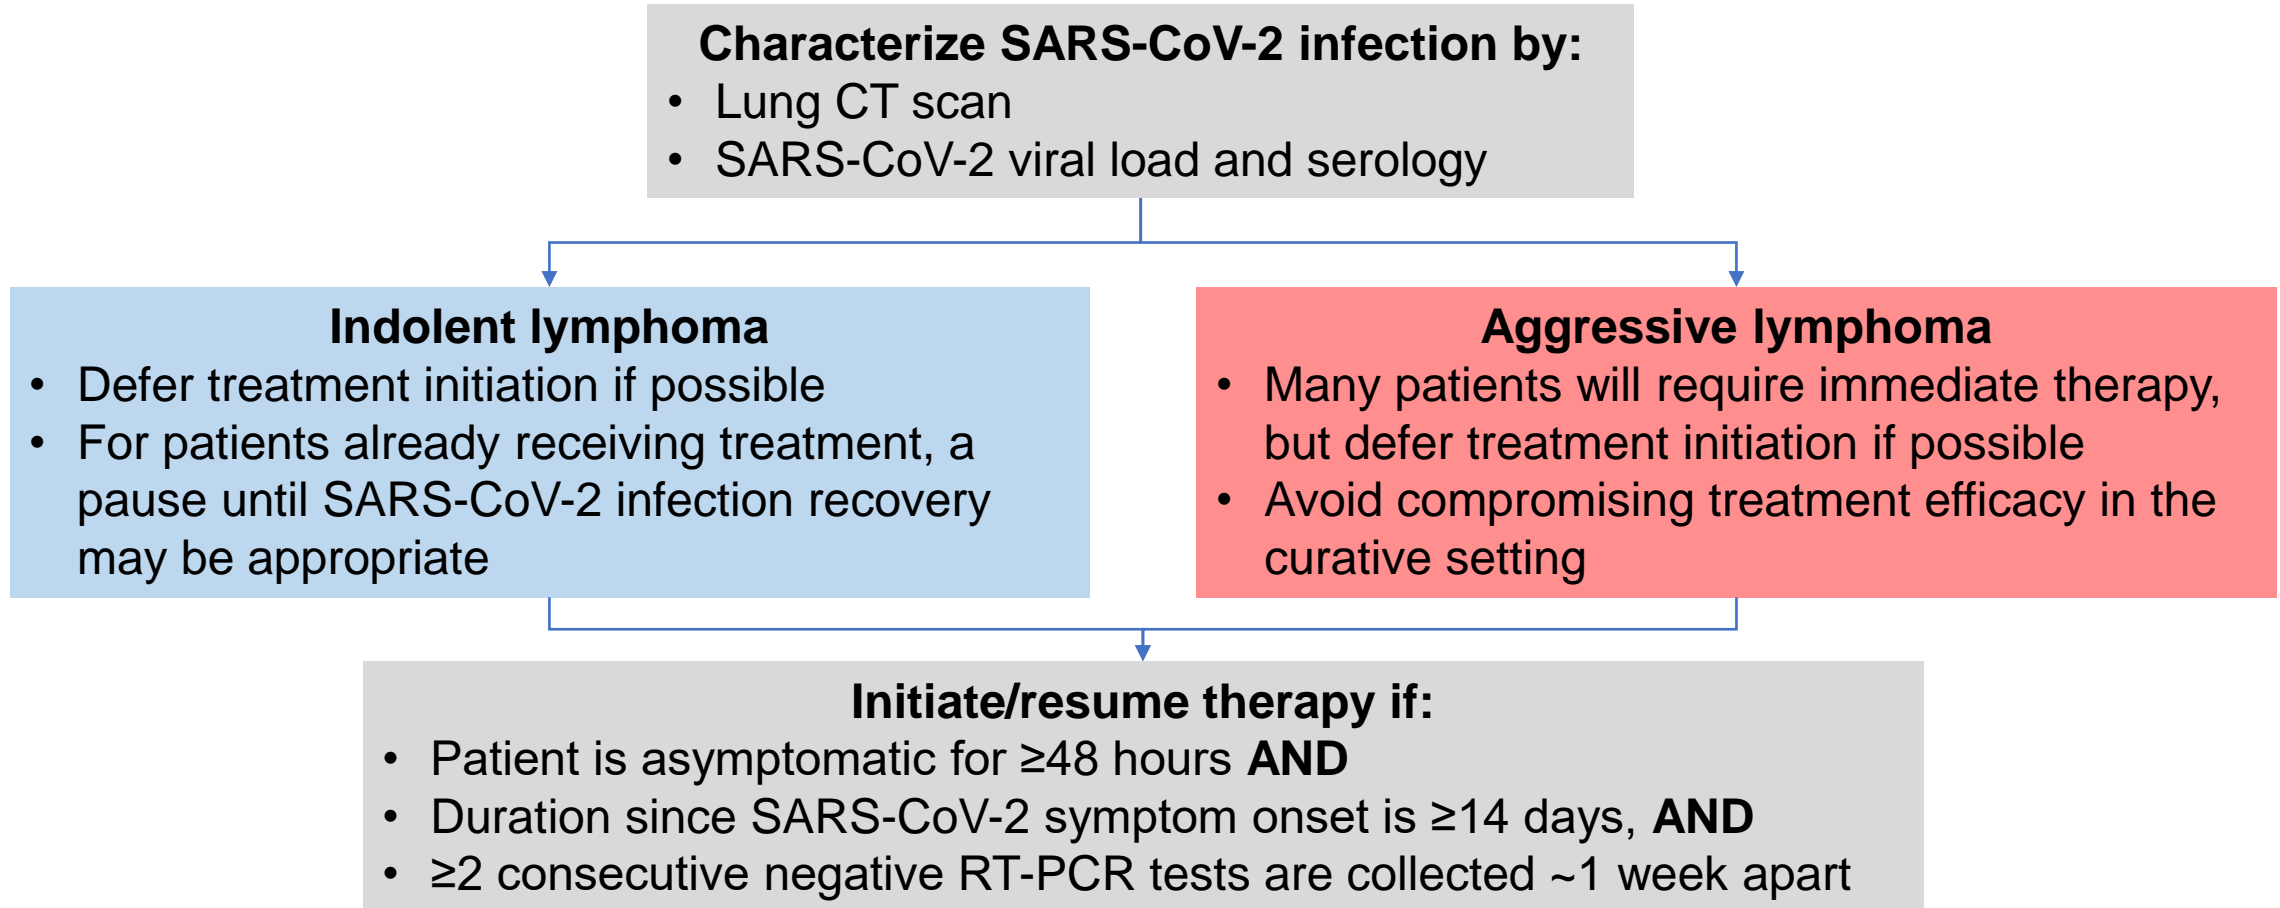 Characterize SARS-CoV-2 infection by:
• Lung CT scan
• SARS-CoV-2 viral load and serology
Indolent lymphoma
• Defer treatment initiation if possible
• For patients already receiving treatment, a
pause until SARS-CoV-2 infection recovery
may be appropriate
Aggressive lymphoma
• Many patients will require immediate therapy,
but defer treatment initiation if possible
• Avoid compromising treatment efficacy in the
curative setting
Initiate/resume therapy if:
• Patient is asymptomatic for ≥48 hours AND
• Duration since SARS-CoV-2 symptom onset is ≥14 days, AND
• ≥2 consecutive negative RT-PCR tests are collected ~1 week apart